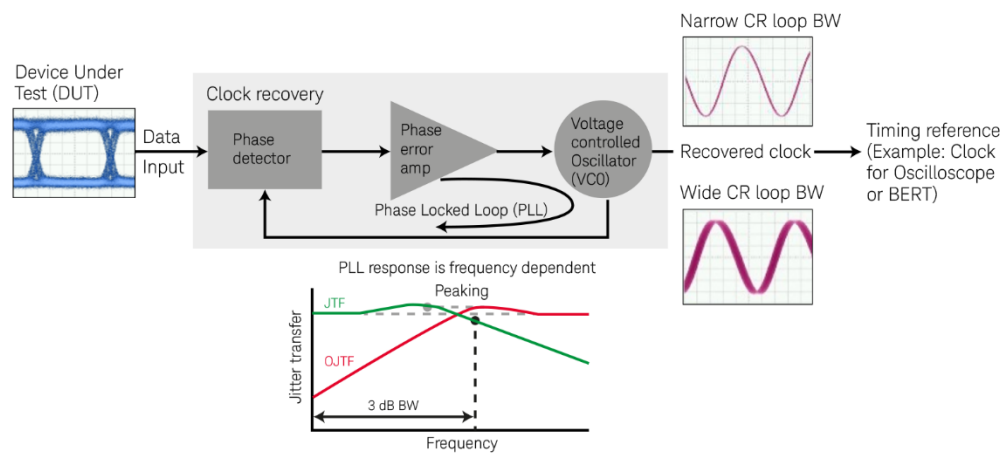 Narrow CR loop BW
Device Under
Test (DUT)
Clock recovery
Data
Input
Phase
detector
Phase
error
amp
Voltage
controlled
Oscillator
(VCO)
Recovered clock
Timing reference
(Example: Clock
for Oscilloscope
or BERT)
Phase Locked Loop (PLL)
Wide CR loop BW
PLL response is frequency dependent
Peaking
JTF
OJTF
Jitter transfer
3 dB BW
Frequency